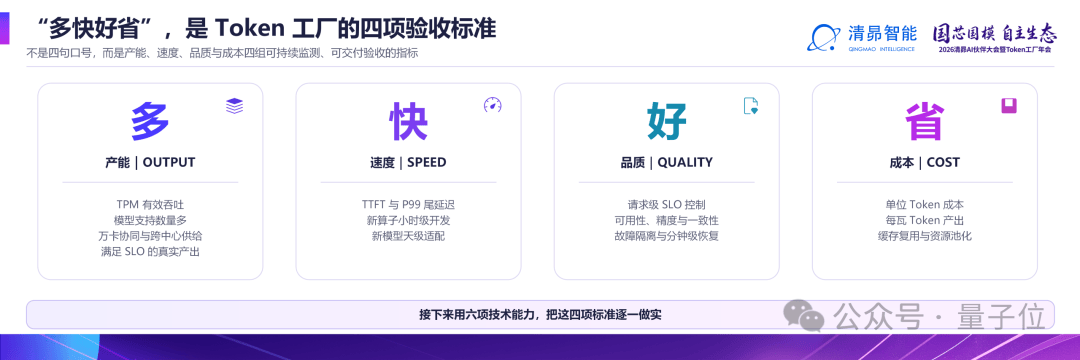 “多快好省”，是 Token 工厂的四项验收标准
不是四句口号，而是产能、速度、品质与成本四组可持续监测、可交付验收的指标
清昴智能
QINGMAO INTELLIGENCE
国芯国模 自主生态
2026清昴AI伙伴大会暨Token工厂年会
多
产能 | OUTPUT
TPM 有效吞吐
模型支持数量多
万卡协同与跨中心供给
满足 SLO 的真实产出
快
速度 | SPEED
TTFT 与 P99 尾延迟
新算子小时级开发
新模型天级适配
好
品质 | QUALITY
请求级 SLO 控制
可用性、精度与一致性
故障隔离与分钟级恢复
省
成本 | COST
单位 Token 成本
每瓦 Token 产出
缓存复用与资源池化
接下来用六项技术能力，把这四项标准逐一做实
公众号 · 量子位